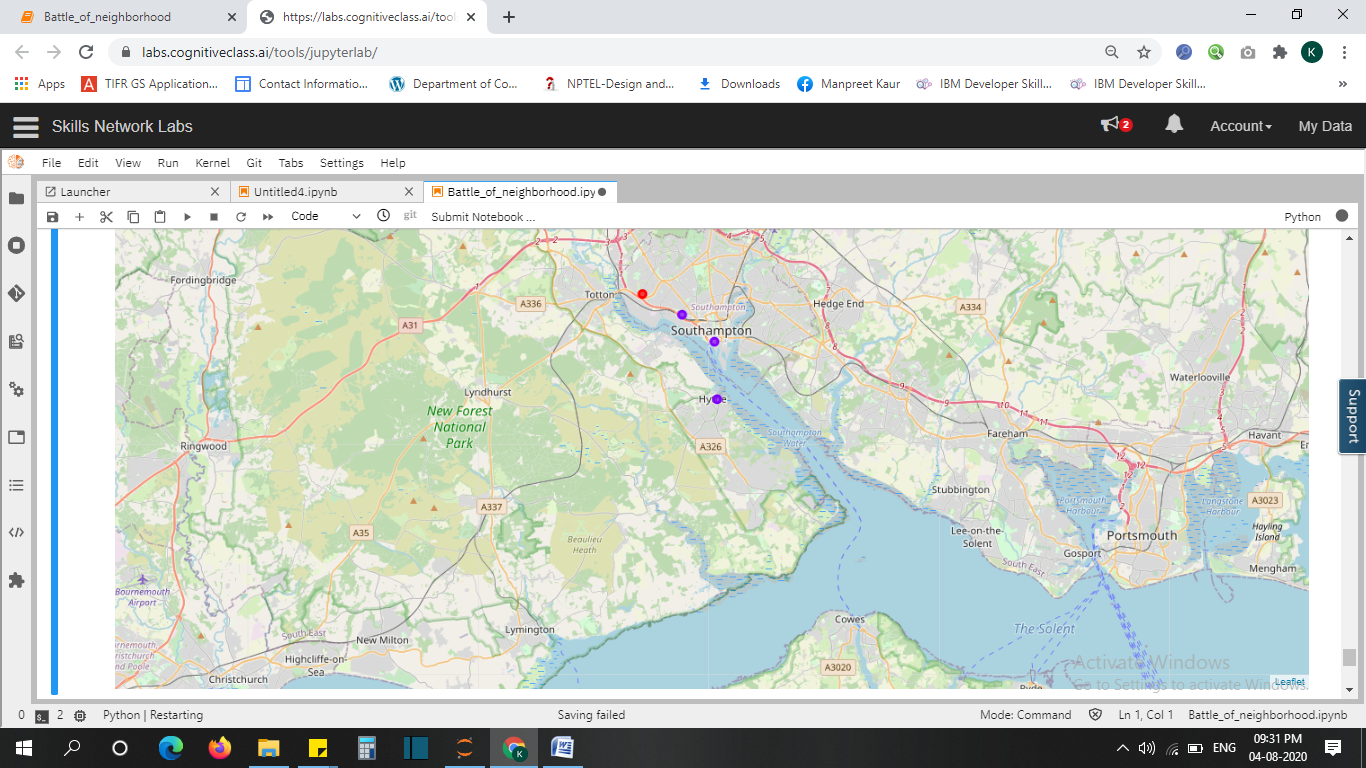 Battle_of_neighborhood
https://labs.cognitiveclass.ai/tool
labs.cognitiveclass.ai/tools/jupyterlab/
K
Apps
A TIFR GS Application...
Contact Informatio...
Department of Co...
NPTEL-Design and...
Downloads
Manpreet Kaur
IBM Developer Skill...
IBM Developer Skill...
»
Skills Network Labs
2
Account
My Data
File Edit View Run Kernel Git Tabs Settings Help
Launcher
Untitled4.ipynb
Battle_of_neighborhood.ipy
Code
git
Submit Notebook ...
Python
Fordingbridge
Totton
A336
A31
Southampton
Southampton
Hedge End
A334
Waterlooville
Lyndhurst
New Forest
National
Park
Ringwood
Hythe
A326
Southampton
Water
Fareham
Havant
Stubbington
Portsmouth
Harbour
Langstone
Harbour
A3023
Hayling
Island
A337
A35
Beaulieu
Heath
Lee-on-the-
Solent
Portsmouth
Gosport
South East
Mengham
Bournemouth
Airport
Cowes
The Solent
South East
New Milton
Lymington
Highcliffe-on-
Sea
Christchurch
A3020
Ryde
Activate Windows
Go to Settings to activate Windows.
Leaflet
Support
0
2
Python | Restarting
Saving failed
Mode: Command
Ln 1, Col 1
Battle_of_neighborhood.ipynb
ENG
09:31 PM
04-08-2020